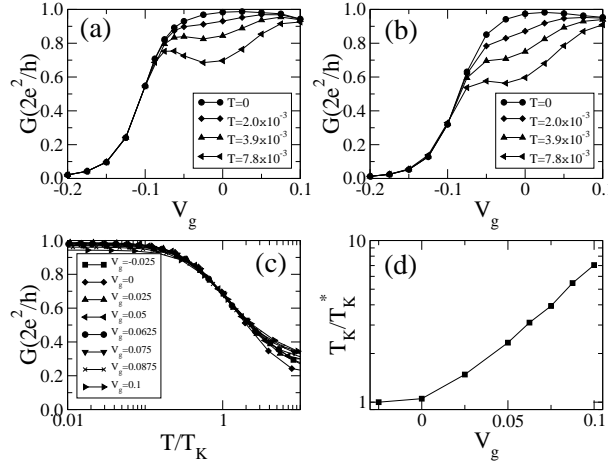 (a)
G(2e²/h)
1.0
0.8
0.6
0.4
0.2
0.0
-0.2 -0.1 0 0.1
V_g
T=0
T=2.0×10⁻³
T=3.9×10⁻³
T=7.8×10⁻³
(b)
G(2e²/h)
1.0
0.8
0.6
0.4
0.2
0.0
-0.2 -0.1 0 0.1
V_g
T=0
T=2.0×10⁻³
T=3.9×10⁻³
T=7.8×10⁻³
(c)
G(2e²/h)
1.0
0.8
0.6
0.4
0.2
0.0
0.01 1
T/T_K
V_g=-0.025
V_g=0
V_g=0.025
V_g=0.05
V_g=0.0625
V_g=0.075
V_g=0.0875
V_g=0.1
(d)
T_K/T_K^*
10
1
0 0.05 0.1
V_g